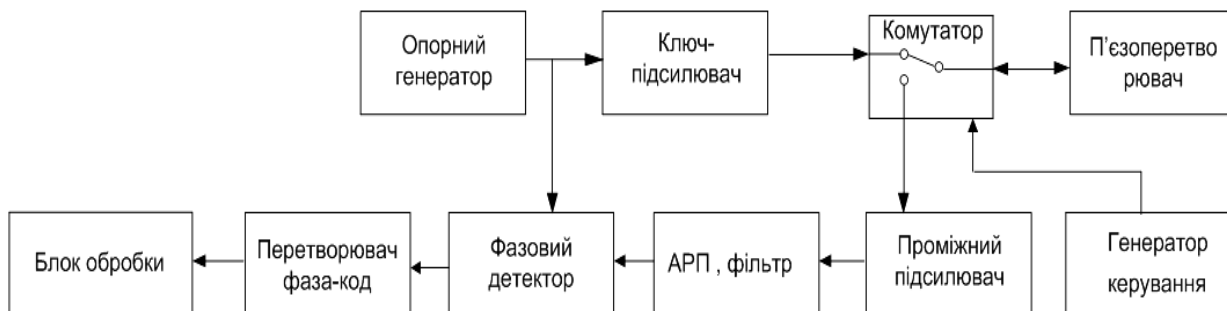 Опорний
генератор
Ключ-
підсилювач
Комутатор
П'єзоперетво
рювач
Блок обробки
Перетворювач
фаза-код
Фазовий
детектор
АРП , фільтр
Проміжний
підсилювач
Генератор
керування